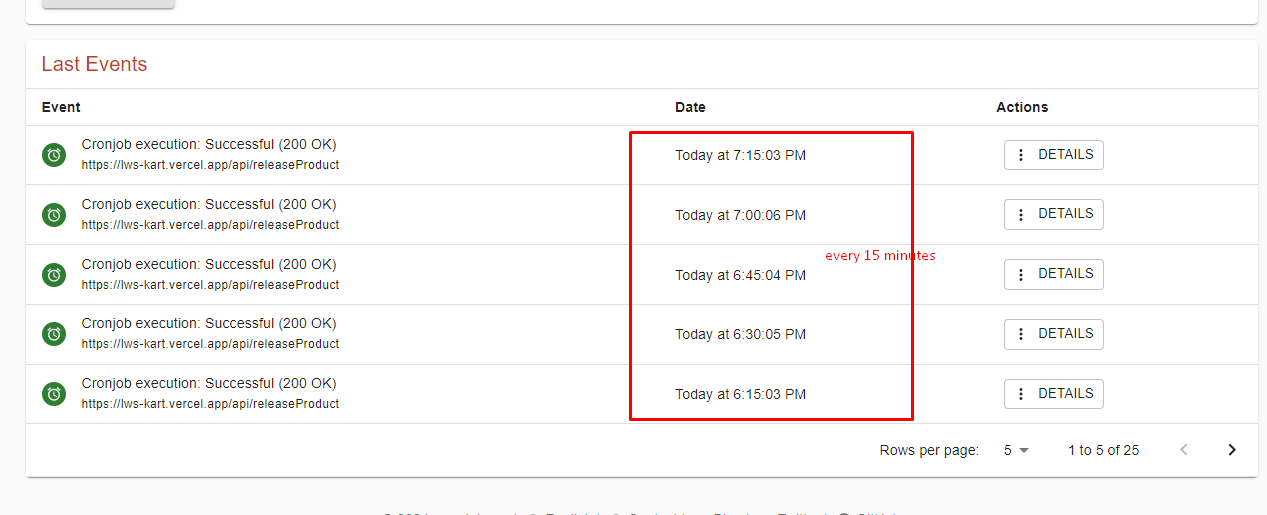 Last Events
Event Date Actions
Cronjob execution: Successful (200 OK)
https://lws-kart.vercel.app/api/releaseProduct
Today at 7:15:03 PM
DETAILS
Cronjob execution: Successful (200 OK)
https://lws-kart.vercel.app/api/releaseProduct
Today at 7:00:06 PM
DETAILS
every 15 minutes
Cronjob execution: Successful (200 OK)
https://lws-kart.vercel.app/api/releaseProduct
Today at 6:45:04 PM
DETAILS
Cronjob execution: Successful (200 OK)
https://lws-kart.vercel.app/api/releaseProduct
Today at 6:30:05 PM
DETAILS
Cronjob execution: Successful (200 OK)
https://lws-kart.vercel.app/api/releaseProduct
Today at 6:15:03 PM
DETAILS
Rows per page: 5 1 to 5 of 25